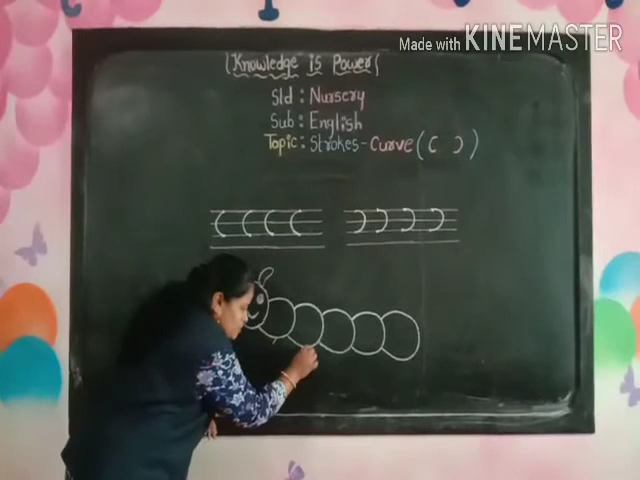 Made with KINEMASTER
(Knowledge is Power)
Std : Nursery
Sub : English
Topic : Strokes - Curve ( C Ɔ )
C C C C Ɔ Ɔ Ɔ Ɔ